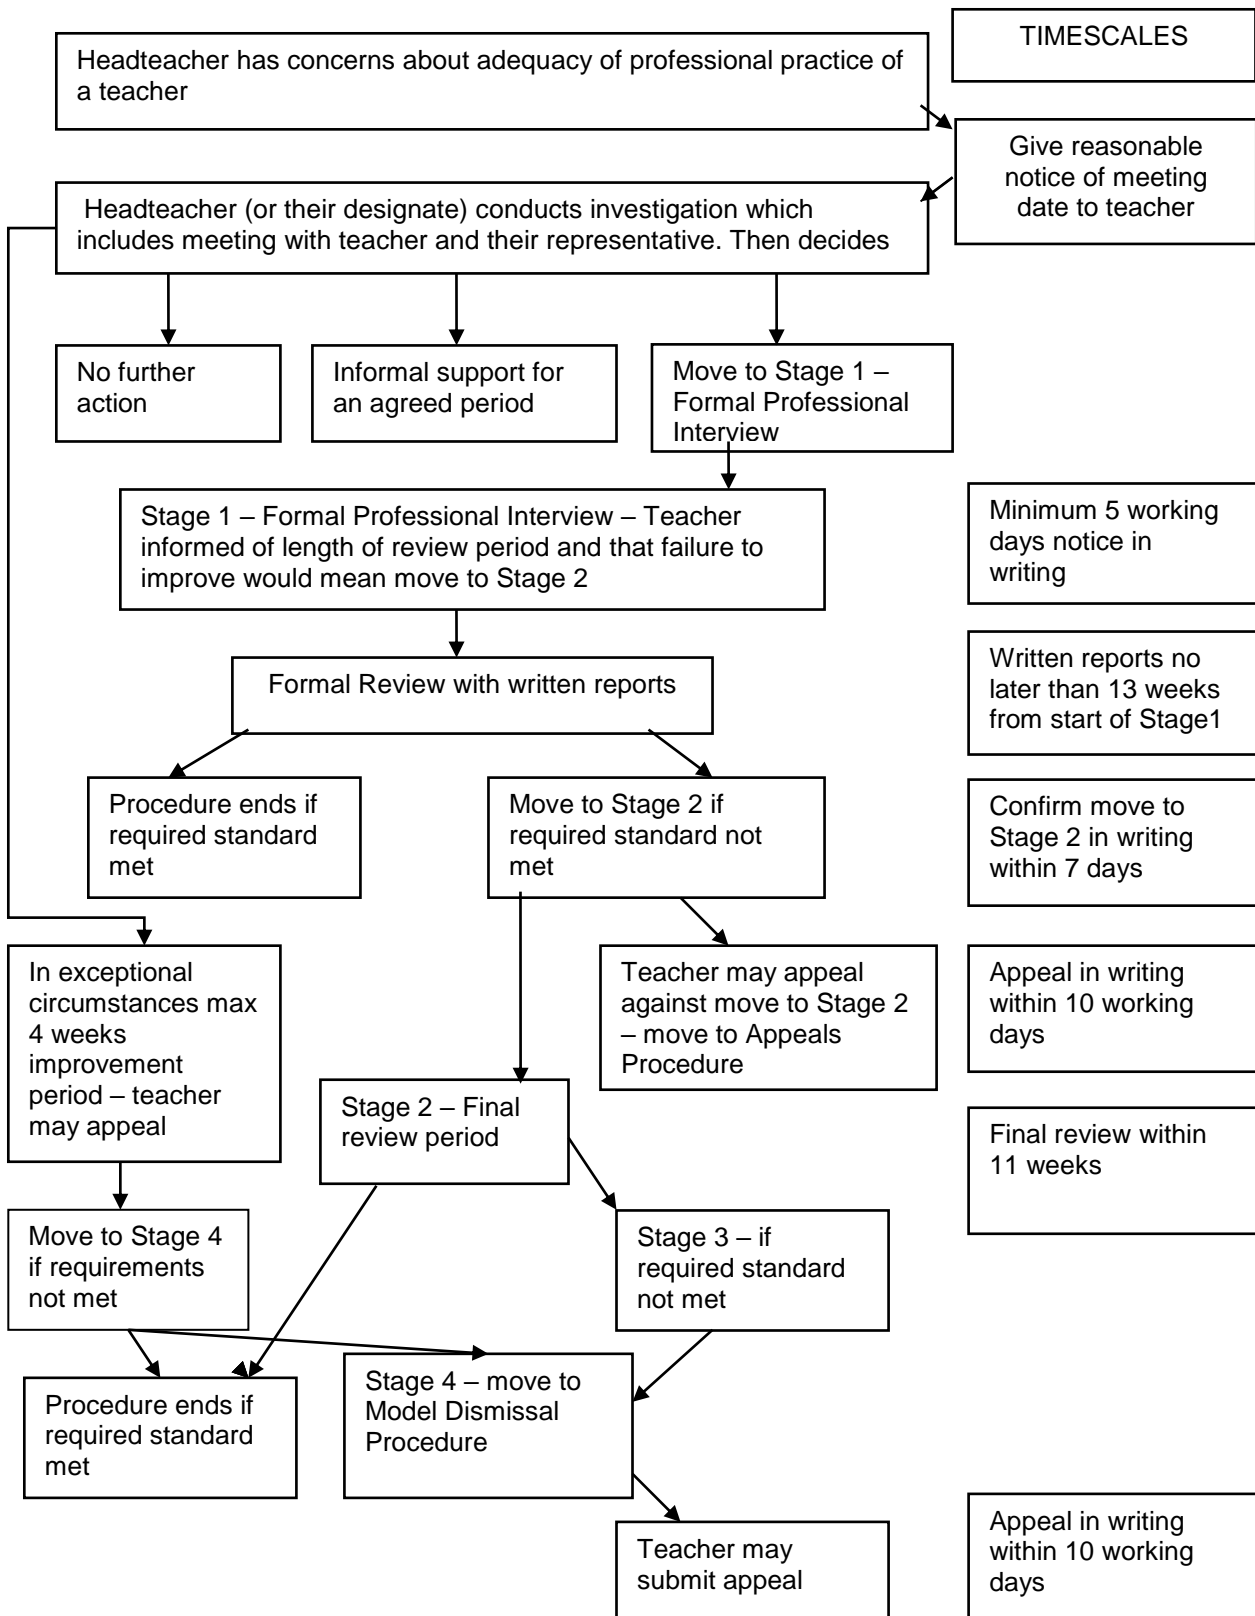 TIMESCALES
Headteacher has concerns about adequacy of professional practice of
a teacher
Give reasonable
notice of meeting
date to teacher
Headteacher (or their designate) conducts investigation which
includes meeting with teacher and their representative. Then decides
No further
action
Informal support for
an agreed period
Move to Stage 1 –
Formal Professional
Interview
Stage 1 – Formal Professional Interview – Teacher
informed of length of review period and that failure to
improve would mean move to Stage 2
Minimum 5 working
days notice in
writing
Formal Review with written reports
Written reports no
later than 13 weeks
from start of Stage1
Procedure ends if
required standard
met
Move to Stage 2 if
required standard not
met
Confirm move to
Stage 2 in writing
within 7 days
In exceptional
circumstances max
4 weeks
improvement
period – teacher
may appeal
Teacher may appeal
against move to Stage 2
– move to Appeals
Procedure
Appeal in writing
within 10 working
days
Stage 2 – Final
review period
Final review within
11 weeks
Move to Stage 4
if requirements
not met
Stage 3 – if
required standard
not met
Procedure ends if
required standard
met
Stage 4 – move to
Model Dismissal
Procedure
Teacher may
submit appeal
Appeal in writing
within 10 working
days